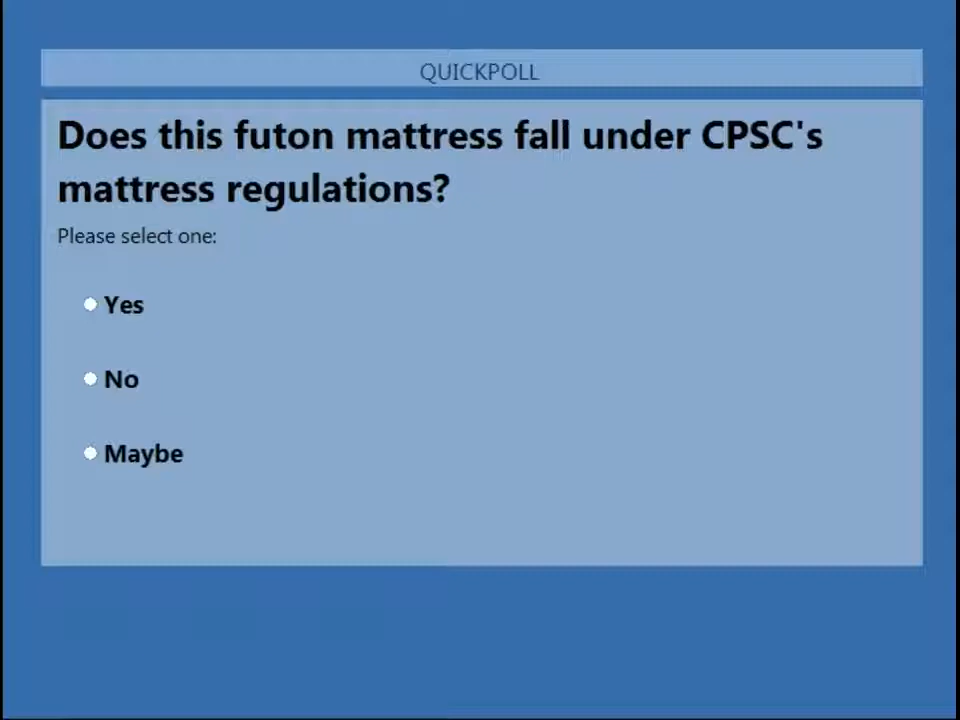 QUICKPOLL
Does this futon mattress fall under CPSC's
mattress regulations?
Please select one:
Yes
No
Maybe